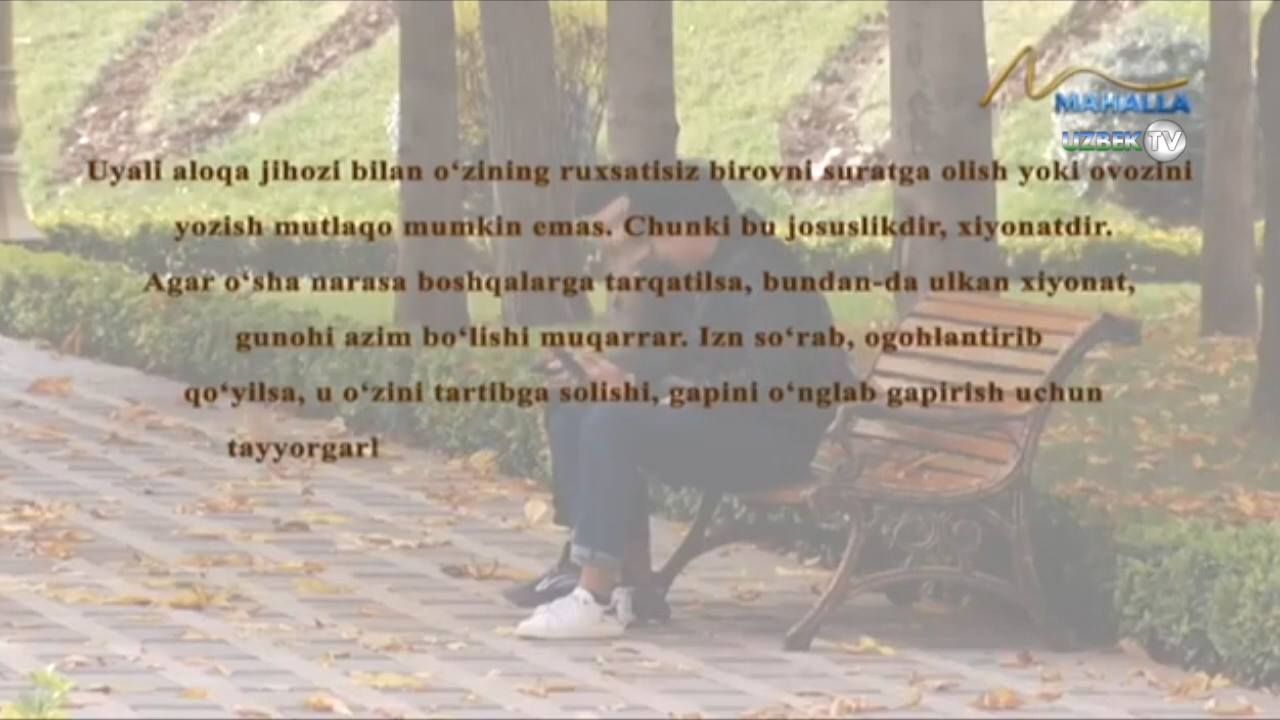 MAHALLA
UZBEK TV
Uyali aloqa jihozi bilan o‘zining ruxsatisiz birovni suratga olish yoki ovozini
yozish mutlaqo mumkin emas. Chunki bu josuslikdir, xiyonatdir.
Agar o‘sha narasa boshqalarga tarqatilsa, bundan-da ulkan xiyonat,
gunohi azim bo‘lishi muqarrar. Izn so‘rab, ogohlantirib
qo‘yilsa, u o‘zini tartibga solishi, gapini o‘nglab gapirish uchun
tayyorgarl